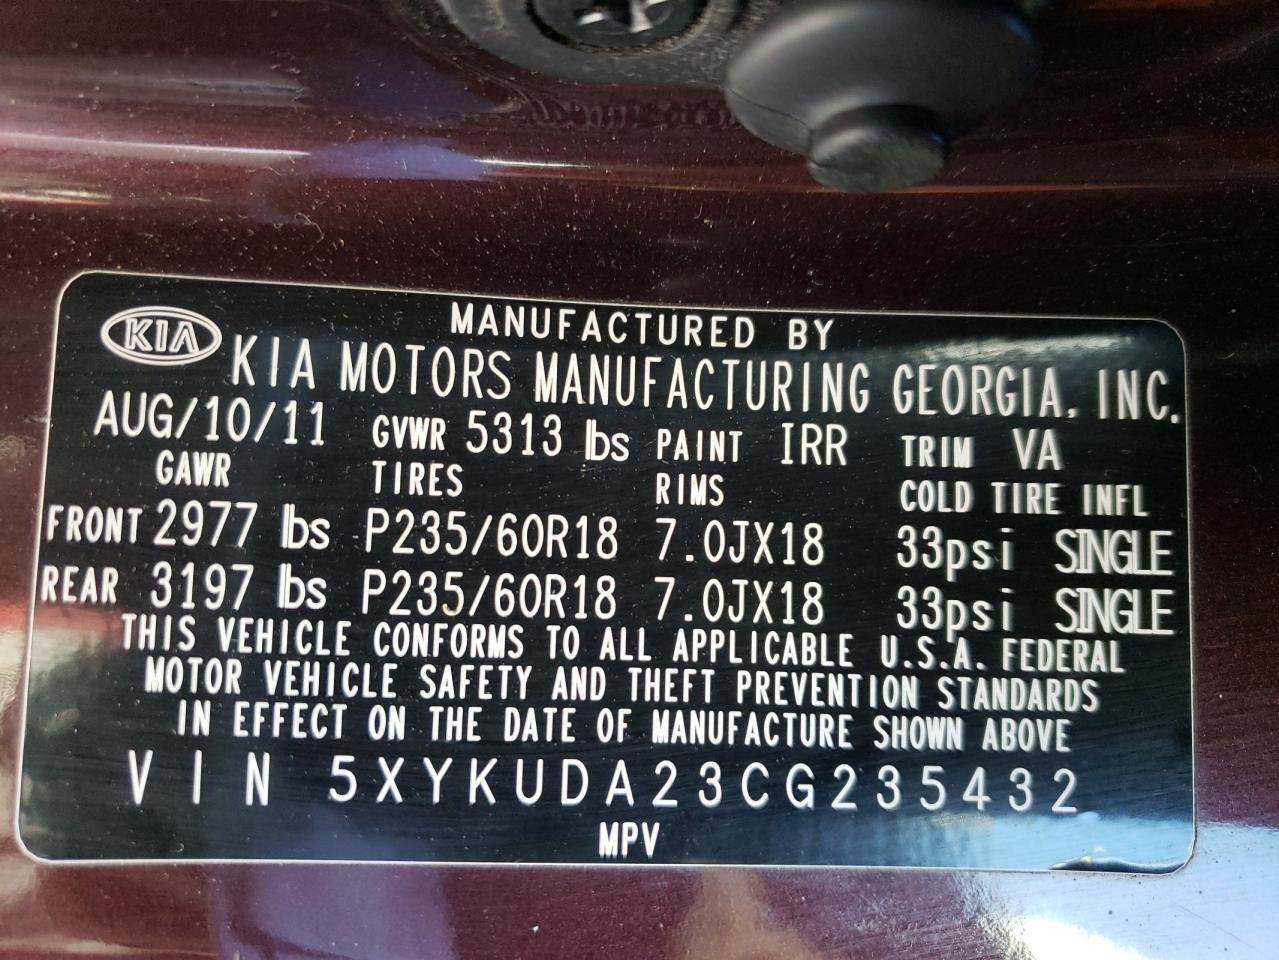 MANUFACTURED BY
KIA KIA MOTORS MANUFACTURING GEORGIA, INC.
AUG/10/11 GVWR 5313 lbs PAINT IRR TRIM VA
GAWR TIRES RIMS COLD TIRE INFL
FRONT 2977 lbs P235/60R18 7.0JX18 33psi SINGLE
REAR 3197 lbs P235/60R18 7.0JX18 33psi SINGLE
THIS VEHICLE CONFORMS TO ALL APPLICABLE U.S.A. FEDERAL
MOTOR VEHICLE SAFETY AND THEFT PREVENTION STANDARDS
IN EFFECT ON THE DATE OF MANUFACTURE SHOWN ABOVE
VIN 5XYKUDA23CG235432
MPV